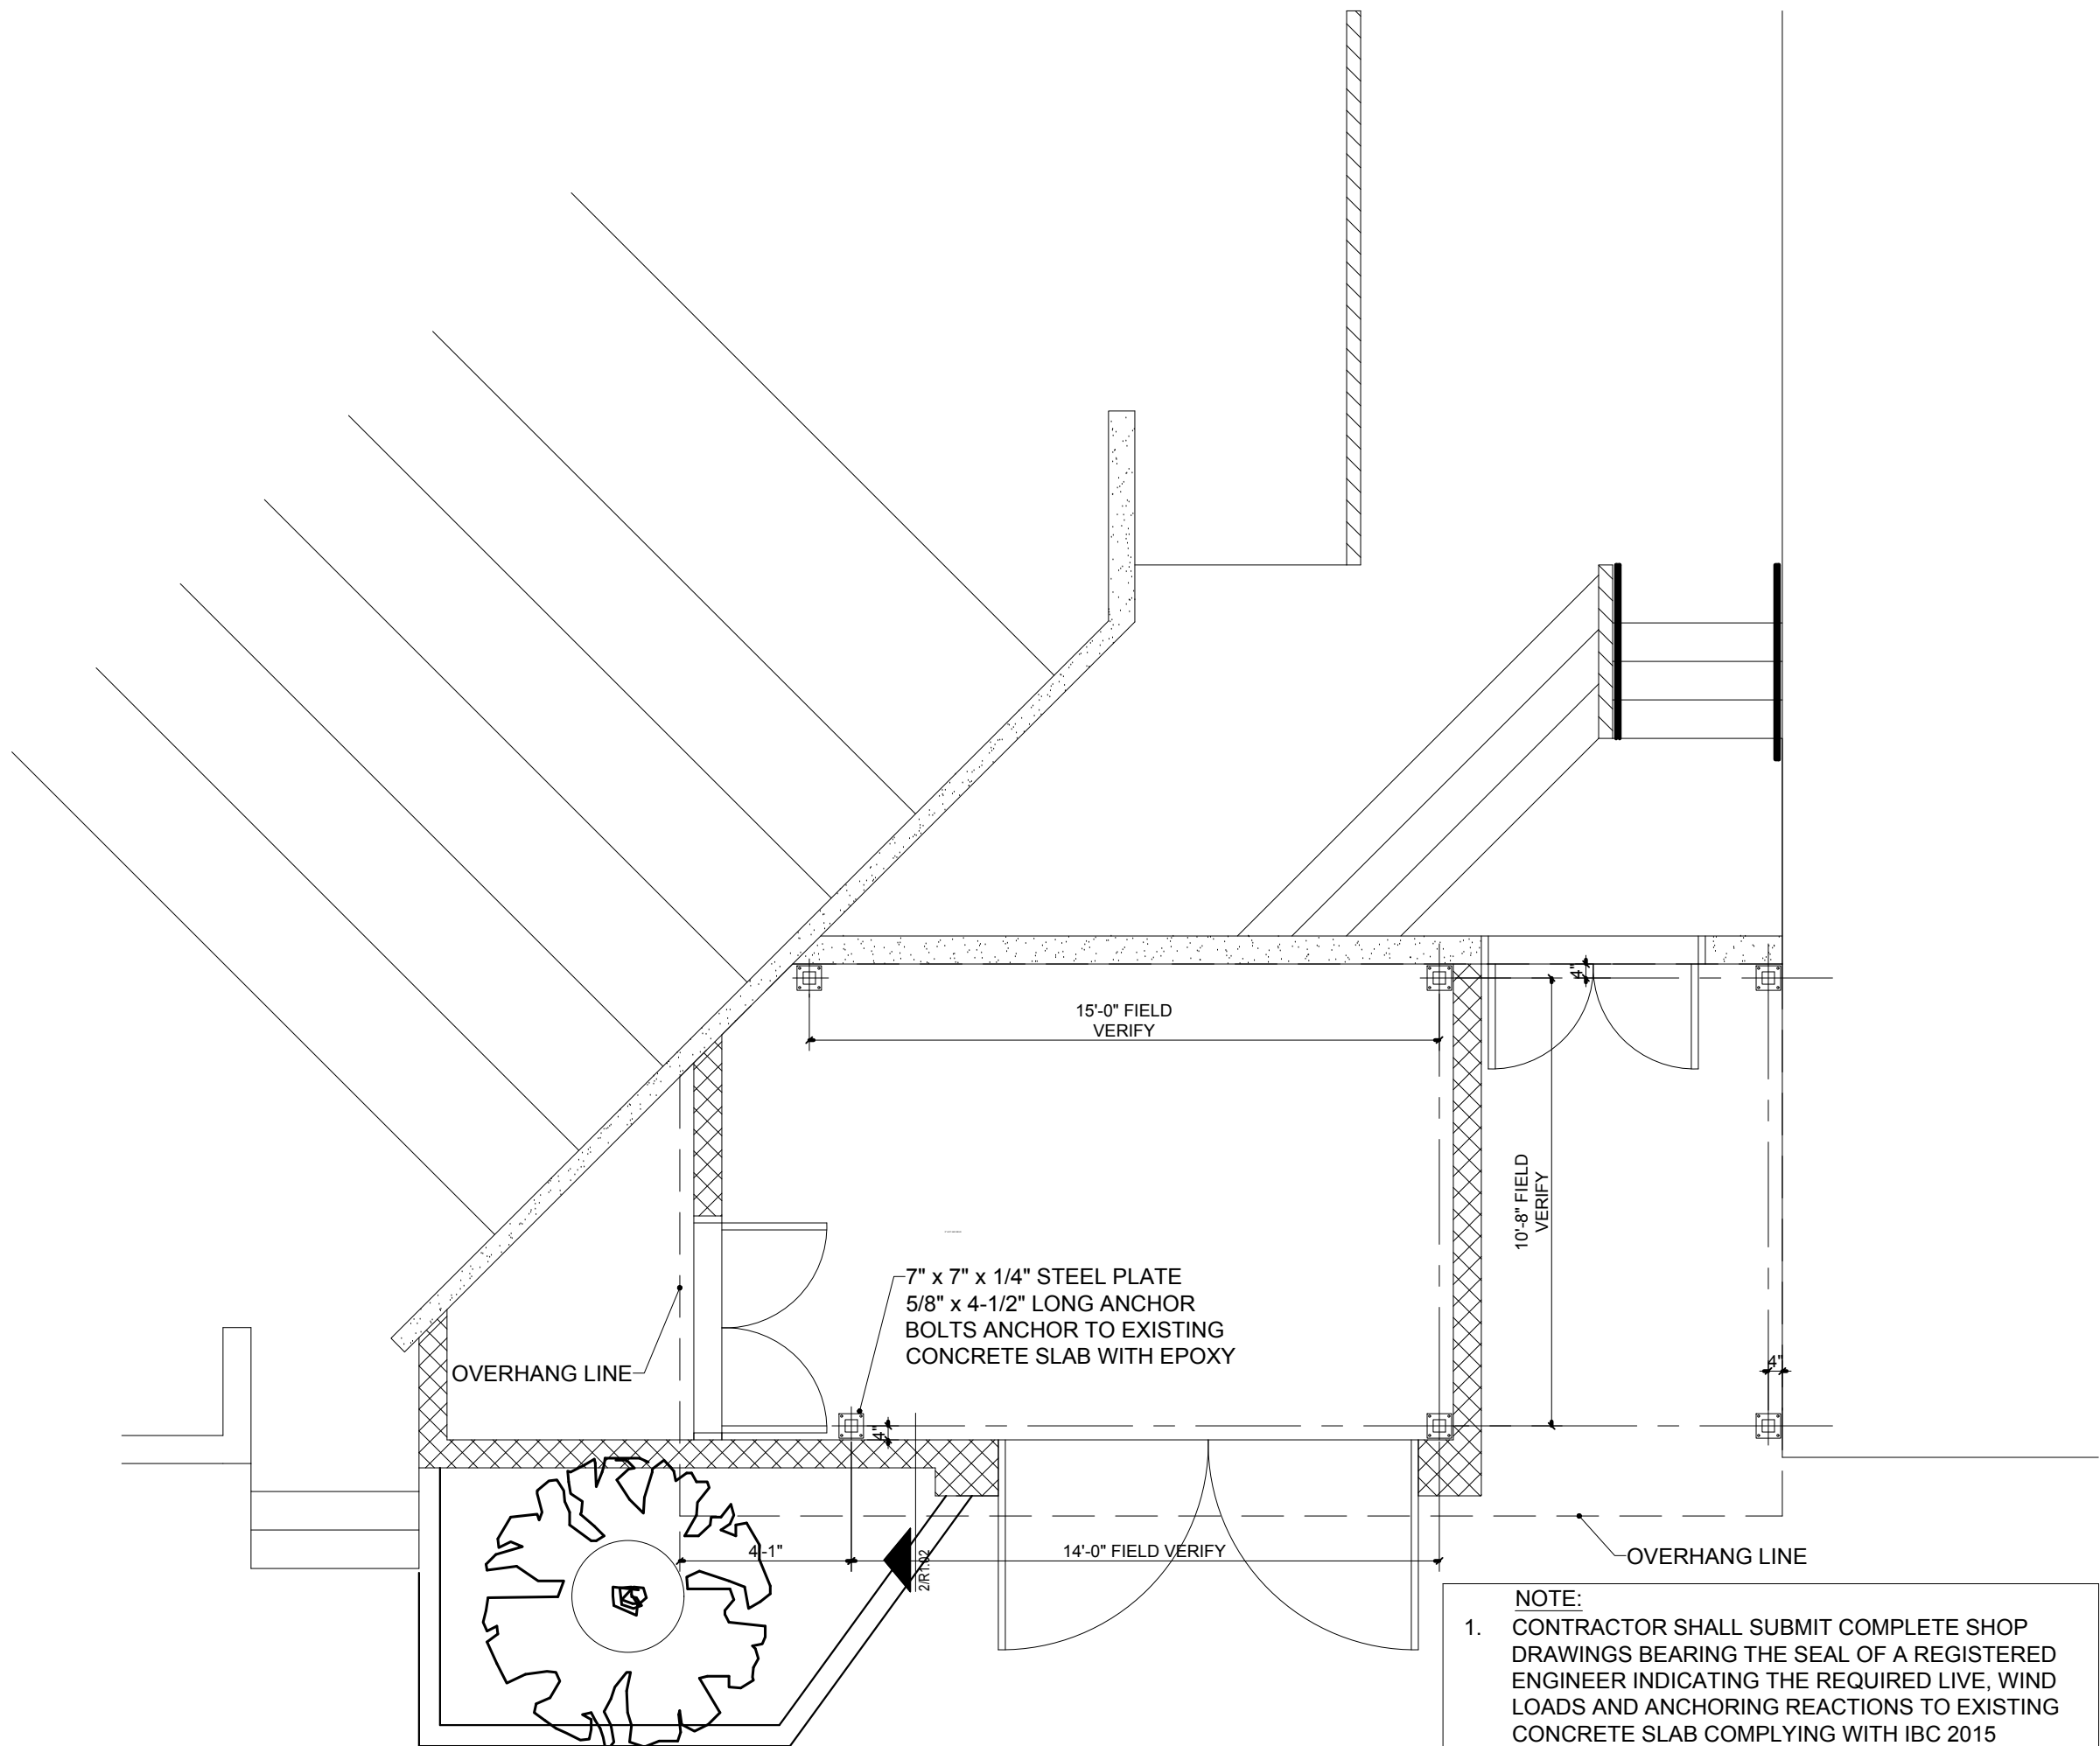 4"
15'-0" FIELD
VERIFY
10'-8" FIELD
VERIFY
7" x 7" x 1/4" STEEL PLATE
5/8" x 4-1/2" LONG ANCHOR
BOLTS ANCHOR TO EXISTING
CONCRETE SLAB WITH EPOXY
OVERHANG LINE
4"
4"
4'-1"
14'-0" FIELD VERIFY
2/R1.02
OVERHANG LINE
NOTE:
1. CONTRACTOR SHALL SUBMIT COMPLETE SHOP
DRAWINGS BEARING THE SEAL OF A REGISTERED
ENGINEER INDICATING THE REQUIRED LIVE, WIND
LOADS AND ANCHORING REACTIONS TO EXISTING
CONCRETE SLAB COMPLYING WITH IBC 2015